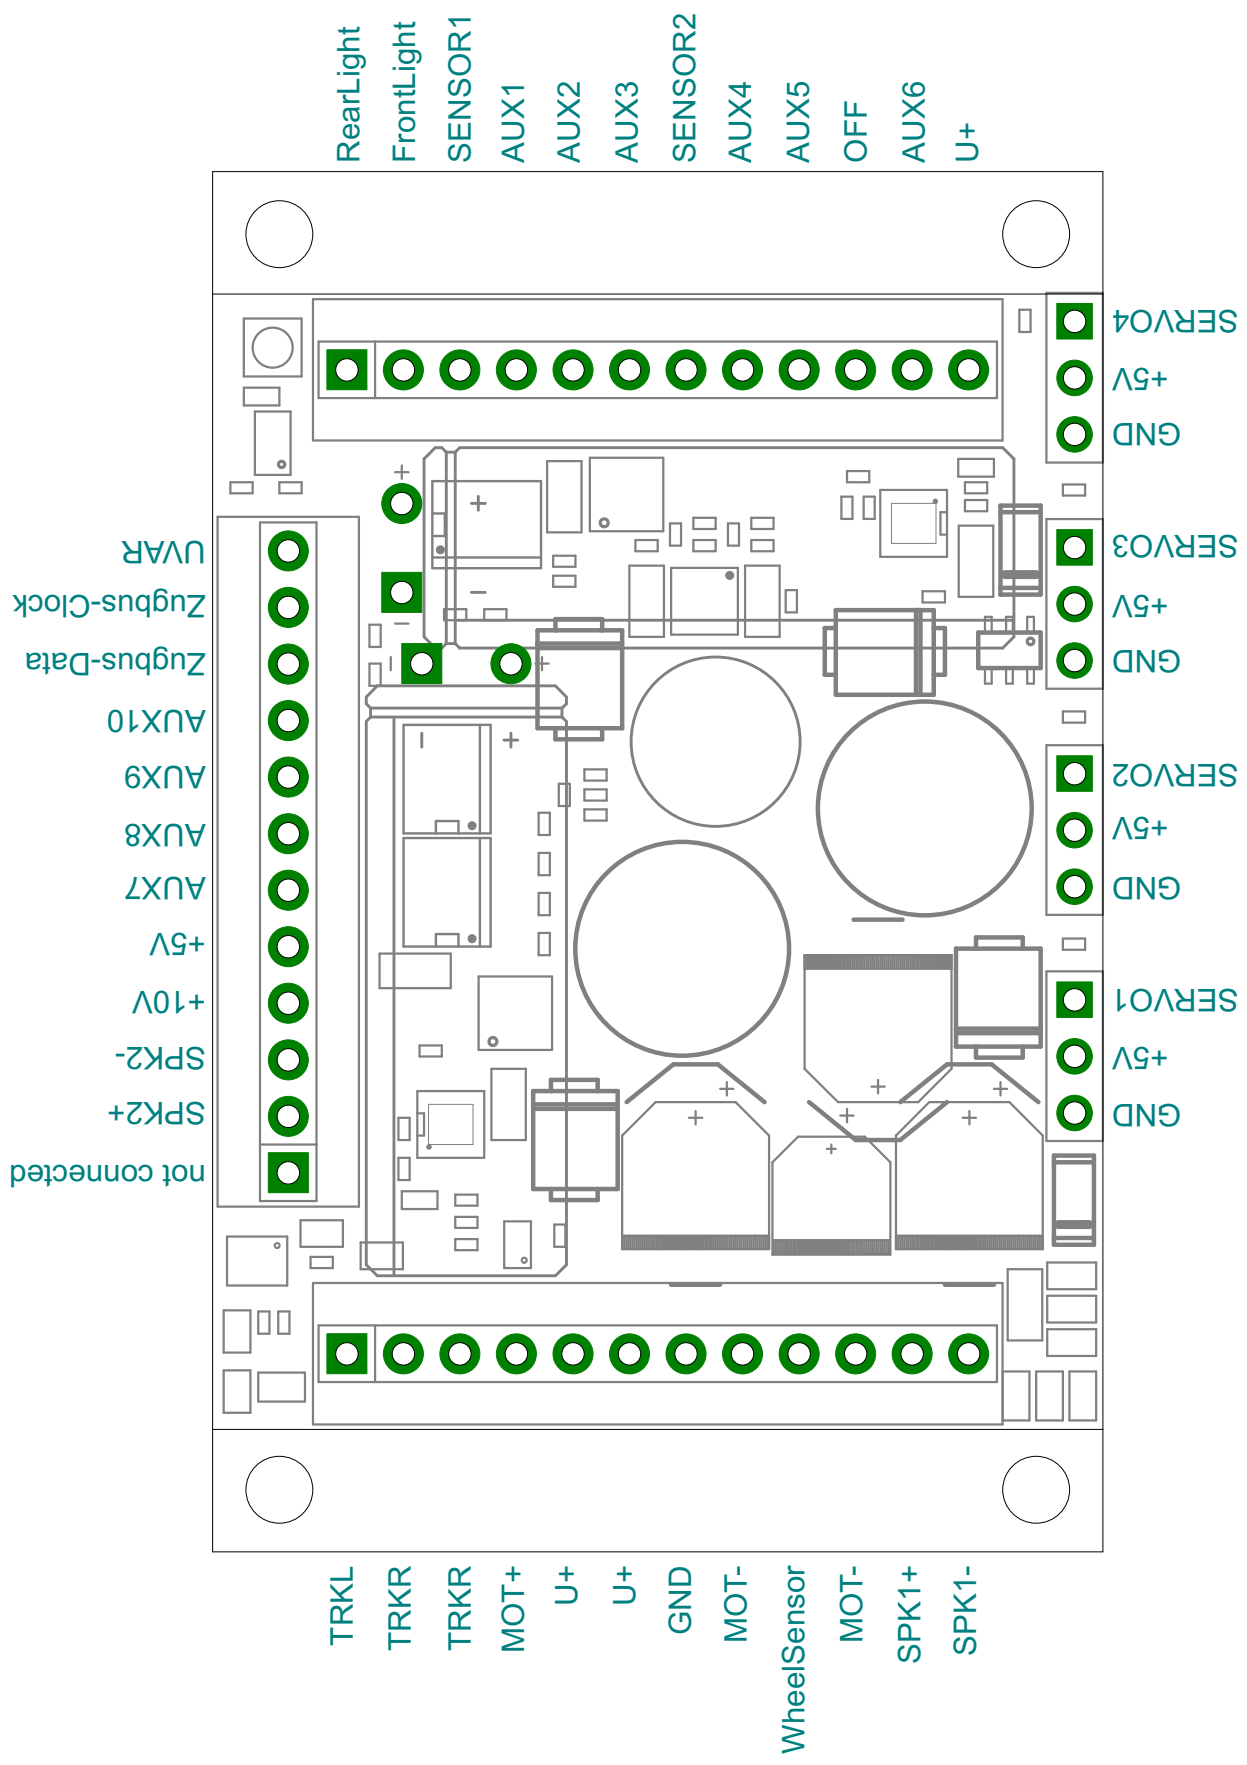 RearLight
FrontLight
SENSOR1
AUX1
AUX2
AUX3
SENSOR2
AUX4
AUX5
OFF
AUX6
U+
SERVO4
+5V
GND
SERVO3
+5V
GND
SERVO2
+5V
GND
SERVO1
+5V
GND
UVAR
Zugbus-Clock
Zugbus-Data
AUX10
AUX9
AUX8
AUX7
+5V
+10V
SPK2-
SPK2+
not connected
TRKL
TRKR
TRKR
MOT+
U+
U+
GND
MOT-
WheelSensor
MOT-
SPK1+
SPK1-